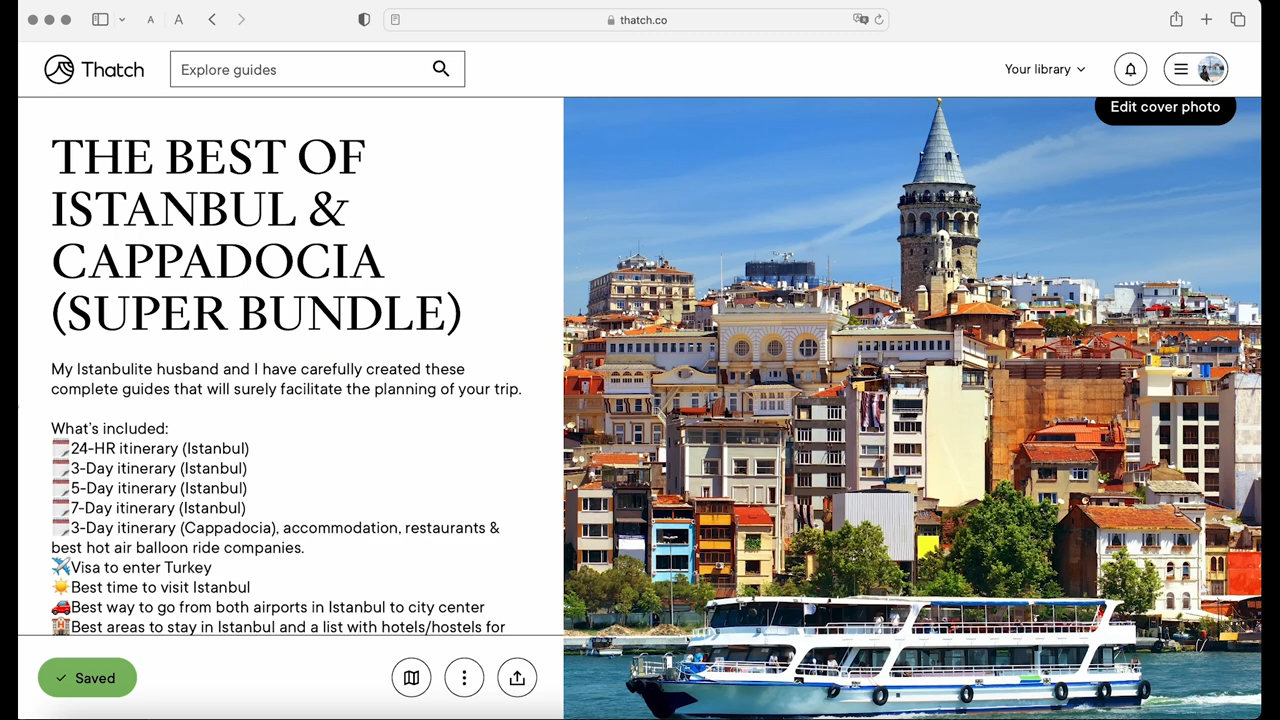 A A
thatch.co
Thatch
Explore guides
Your library
Edit cover photo
THE BEST OF
ISTANBUL &
CAPPADOCIA
(SUPER BUNDLE)
My Istanbulite husband and I have carefully created these
complete guides that will surely facilitate the planning of your trip.
What's included:
24-HR itinerary (Istanbul)
3-Day itinerary (Istanbul)
5-Day itinerary (Istanbul)
7-Day itinerary (Istanbul)
3-Day itinerary (Cappadocia), accommodation, restaurants &
best hot air balloon ride companies.
✈️Visa to enter Turkey
☀️Best time to visit Istanbul
🚗Best way to go from both airports in Istanbul to city center
🏨Best areas to stay in Istanbul and a list with hotels/hostels for
Saved